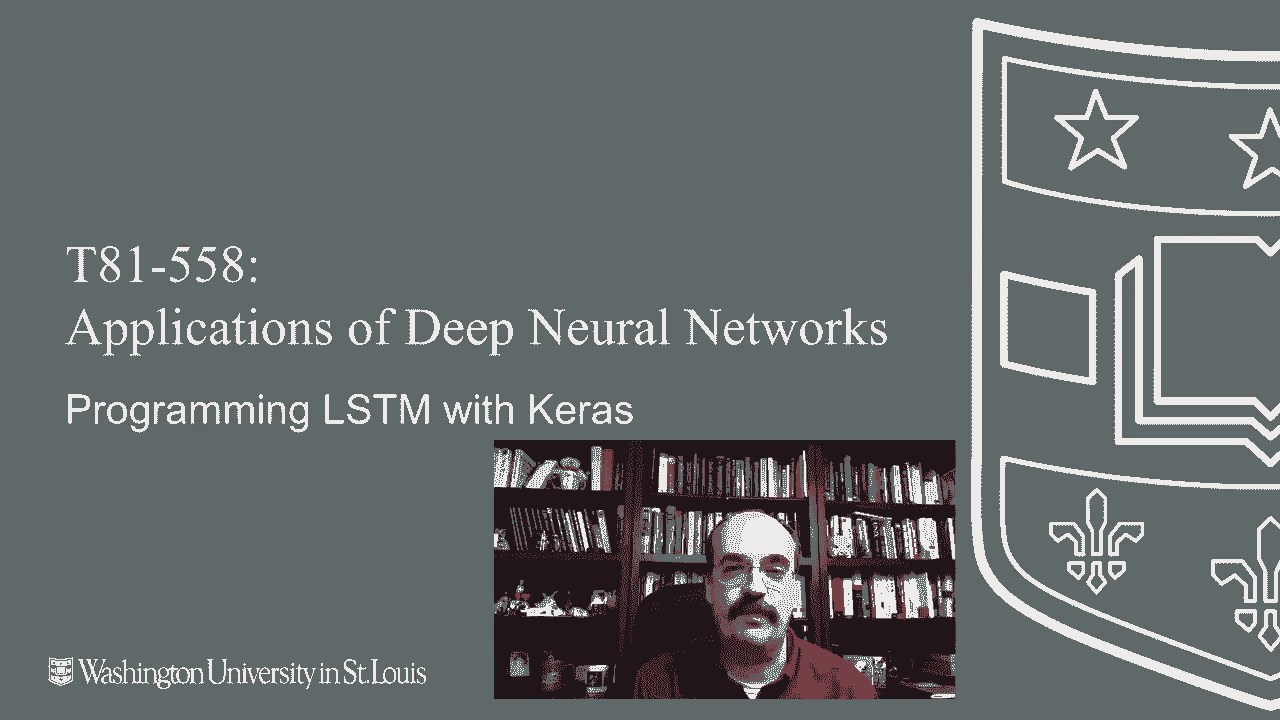 T81-558:
Applications of Deep Neural Networks
Programming LSTM with Keras
Washington University in St. Louis